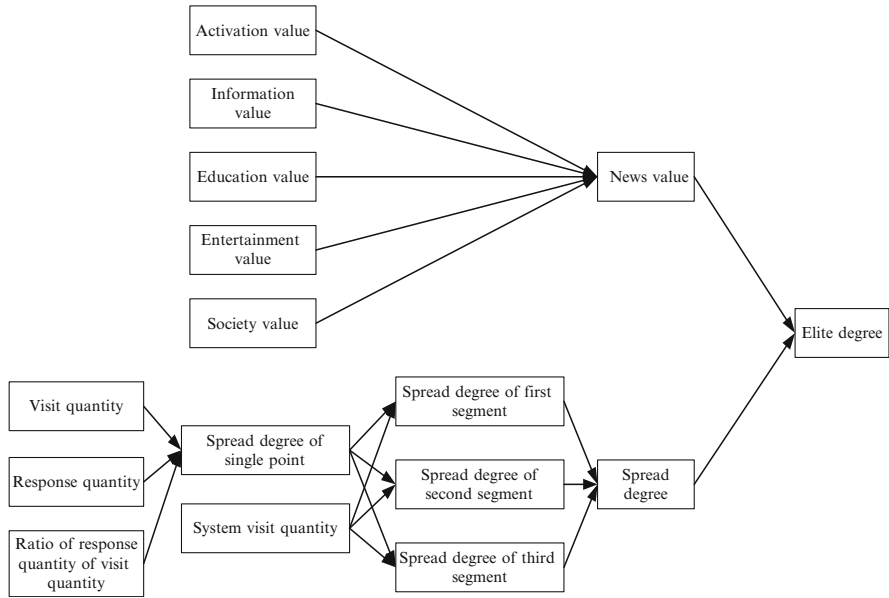 Activation value
Information
value
Education value
News value
Entertainment
value
Society value
Elite degree
Visit quantity
Response quantity
Ratio of response
quantity of visit
quantity
Spread degree of
single point
System visit quantity
Spread degree of first
segment
Spread degree of
second segment
Spread degree of third
segment
Spread
degree